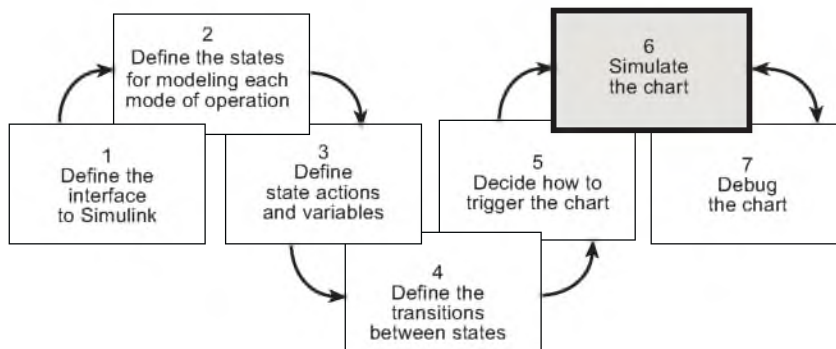 1
Define the
interface
to Simulink
2
Define the states
for modeling each
mode of operation
3
Define
state actions
and variables
4
Define the
transitions
between states
5
Decide how to
trigger the chart
6
Simulate
the chart
7
Debug
the chart